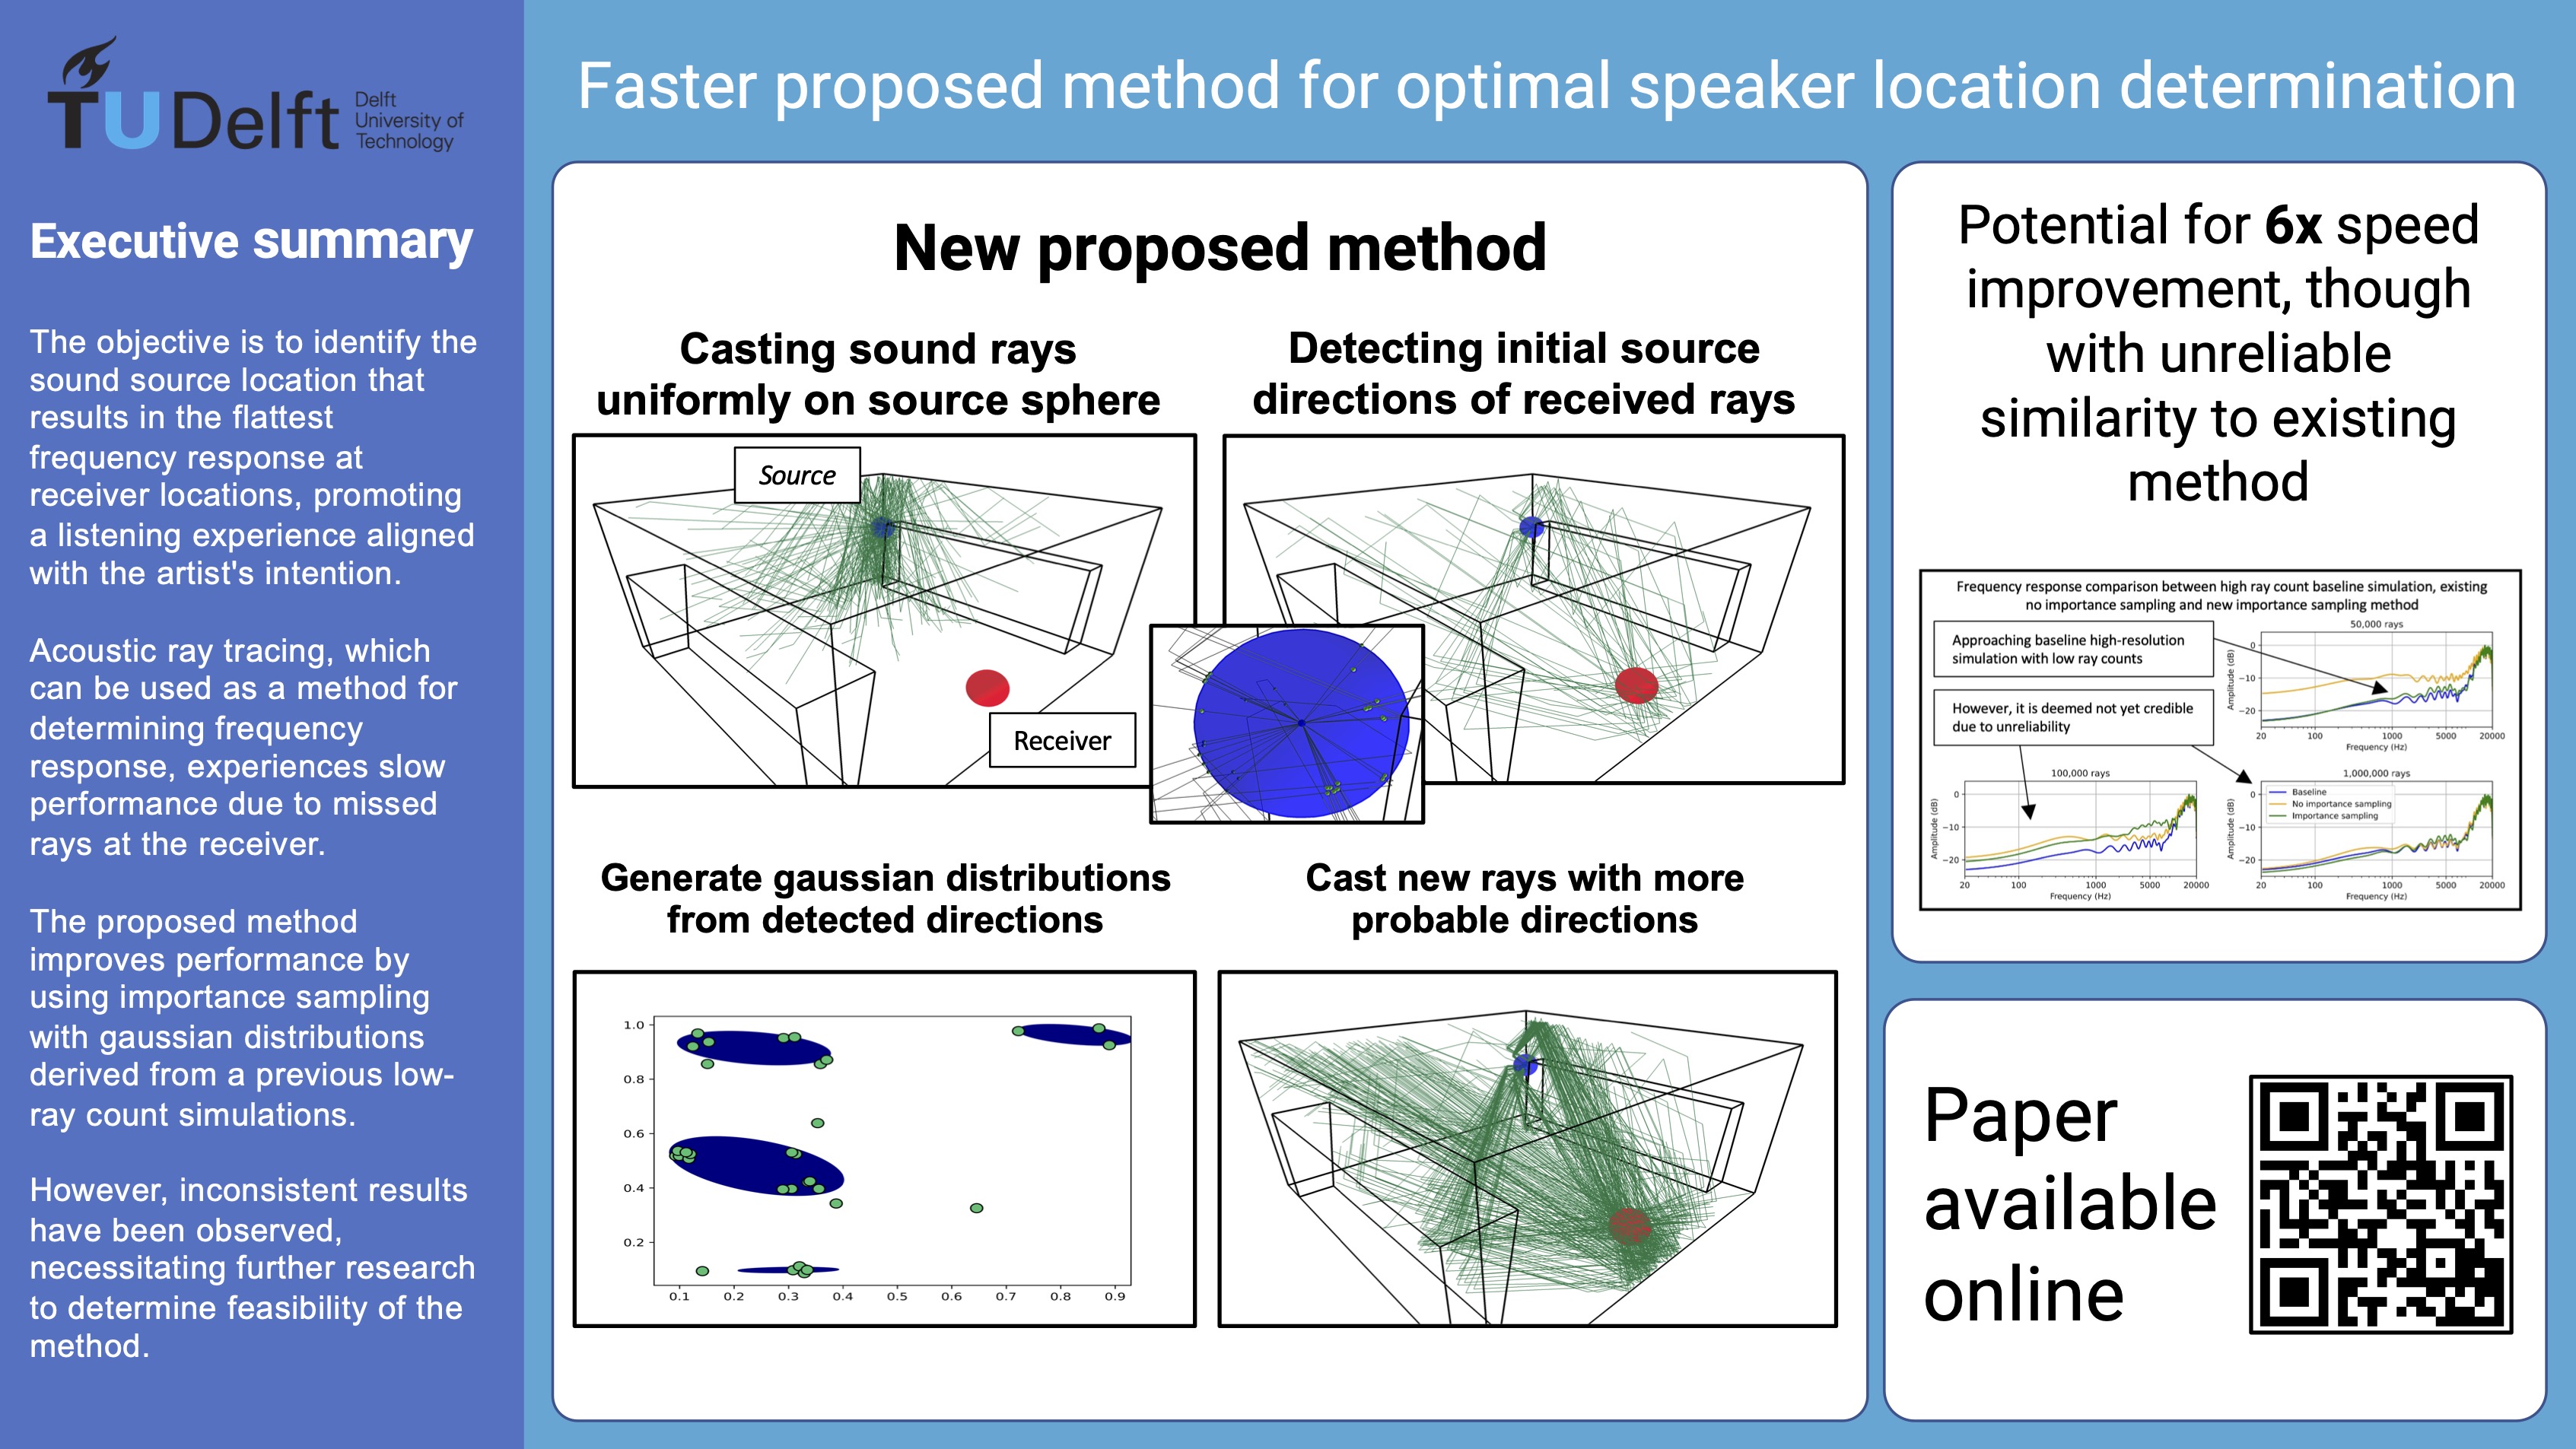 TU Delft
Delft
University of
Technology
Executive summary
The objective is to identify the
sound source location that
results in the flattest
frequency response at
receiver locations, promoting
a listening experience aligned
with the artist's intention.
Acoustic ray tracing, which
can be used as a method for
determining frequency
response, experiences slow
performance due to missed
rays at the receiver.
The proposed method
improves performance by
using importance sampling
with gaussian distributions
derived from a previous low-
ray count simulations.
However, inconsistent results
have been observed,
necessitating further research
to determine feasibility of the
method.
Faster proposed method for optimal speaker location determination
New proposed method
Casting sound rays
uniformly on source sphere
Source
Receiver
Detecting initial source
directions of received rays
Generate gaussian distributions
from detected directions
1.0
0.8
0.6
0.4
0.2
0.1 0.2 0.3 0.4 0.5 0.6 0.7 0.8 0.9
Cast new rays with more
probable directions
Potential for 6x speed
improvement, though
with unreliable
similarity to existing
method
Frequency response comparison between high ray count baseline simulation, existing
no importance sampling and new importance sampling method
Approaching baseline high-resolution
simulation with low ray counts
However, it is deemed not yet credible
due to unreliability
50,000 rays
Amplitude (dB)
0
−10
−20
20 100 1000 5000 20000
Frequency (Hz)
100,000 rays
Amplitude (dB)
0
−10
−20
20 100 1000 5000 20000
Frequency (Hz)
1,000,000 rays
Amplitude (dB)
0
−10
−20
Baseline
No importance sampling
Importance sampling
20 100 1000 5000 20000
Frequency (Hz)
Paper
available
online